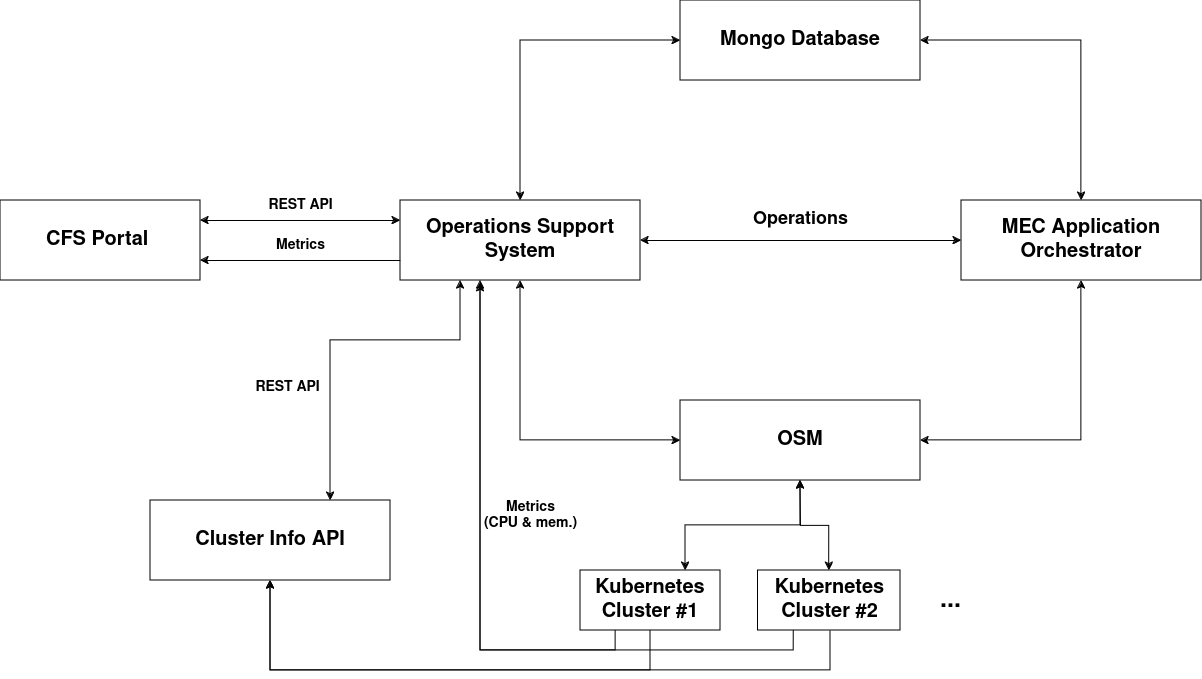 Mongo Database
REST API
CFS Portal
Metrics
Operations Support
System
Operations
MEC Application
Orchestrator
REST API
OSM
Metrics
(CPU & mem.)
Cluster Info API
Kubernetes
Cluster #1
Kubernetes
Cluster #2
...